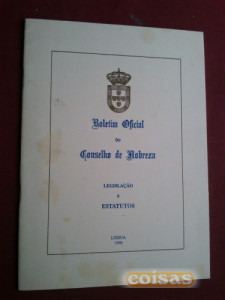 Boletim Oficial
do
Conselho de Nobreza
LEGISLAÇÃO
E
ESTATUTOS
LISBOA
coisas